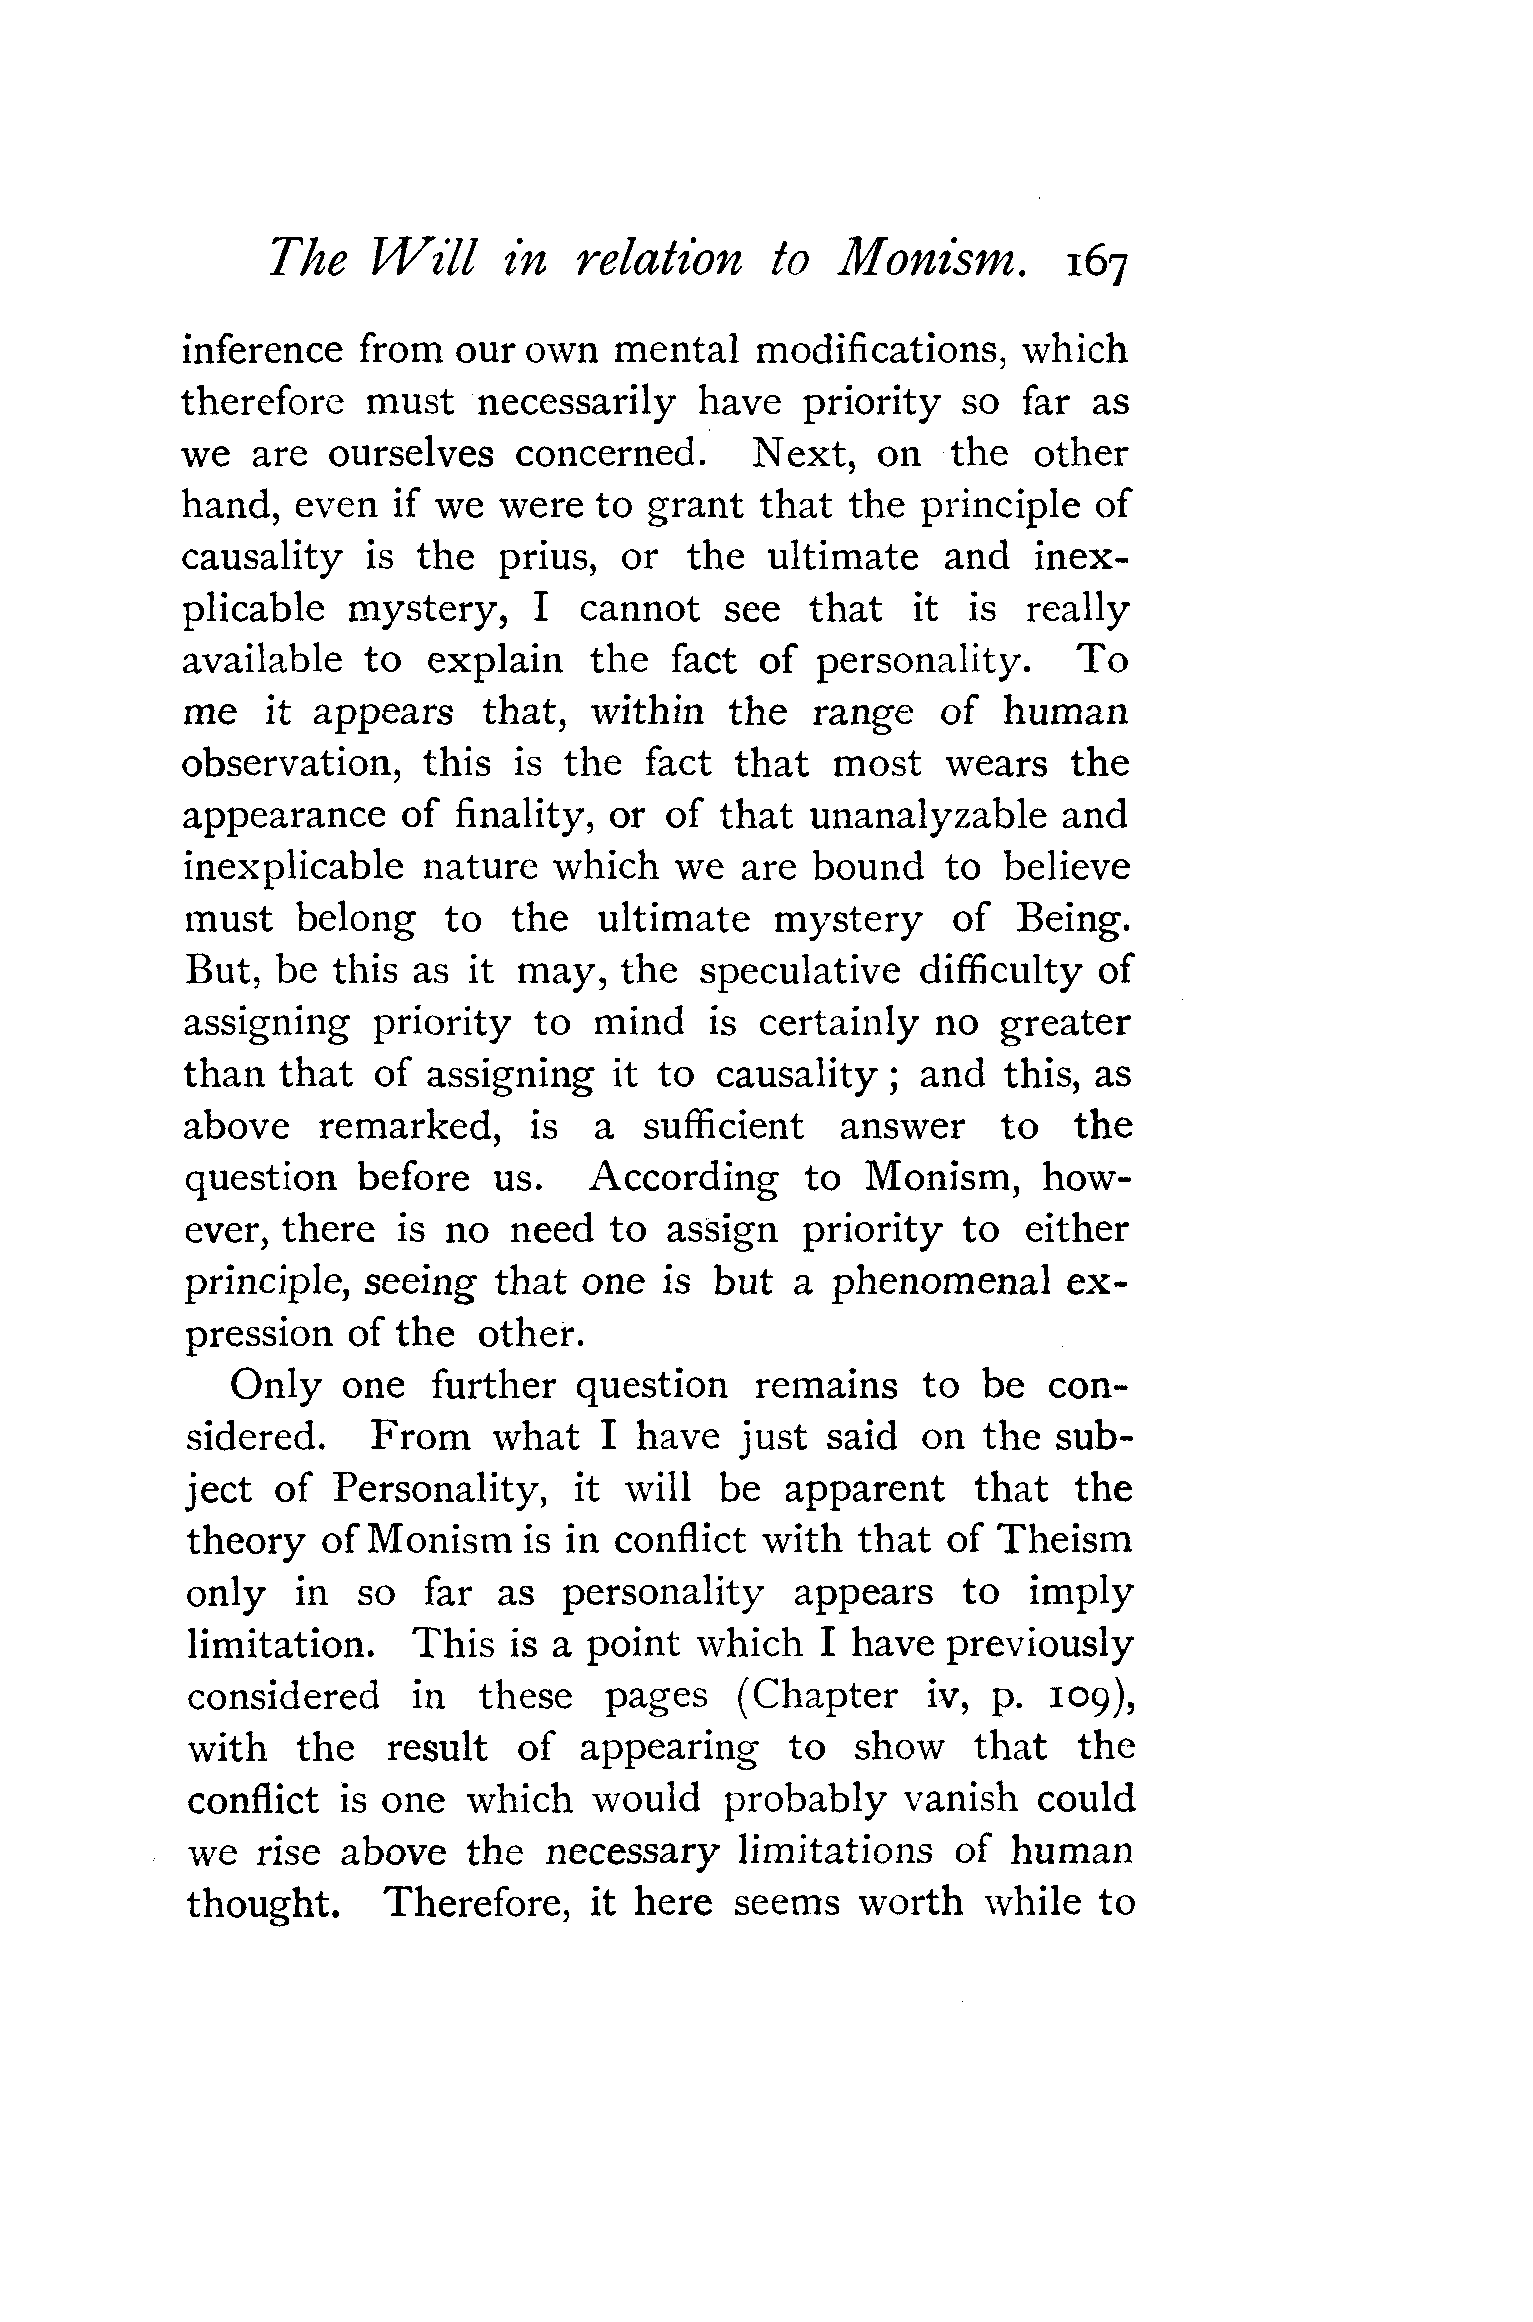 The Will in relation to Monism. 167
inference from our own mental modifications, which
therefore must necessarily have priority so far as
we are ourselves concerned. Next, on the other
hand, even if we were to grant that the principle of
causality is the prius, or the ultimate and inex-
plicable mystery, I cannot see that it is really
available to explain the fact of personality. To
me it appears that, within the range of human
observation, this is the fact that most wears the
appearance of finality, or of that unanalyzable and
inexplicable nature which we are bound to believe
must belong to the ultimate mystery of Being.
But, be this as it may, the speculative difficulty of
assigning priority to mind is certainly no greater
than that of assigning it to causality ; and this, as
above remarked, is a sufficient answer to the
question before us. According to Monism, how-
ever, there is no need to assign priority to either
principle, seeing that one is but a phenomenal ex-
pression of the other.
Only one further question remains to be con-
sidered. From what I have just said on the sub-
ject of Personality, it will be apparent that the
theory of Monism is in conflict with that of Theism
only in so far as personality appears to imply
limitation. This is a point which I have previously
considered in these pages (Chapter iv, p. 109),
with the result of appearing to show that the
conflict is one which would probably vanish could
we rise above the necessary limitations of human
thought. Therefore, it here seems worth while to